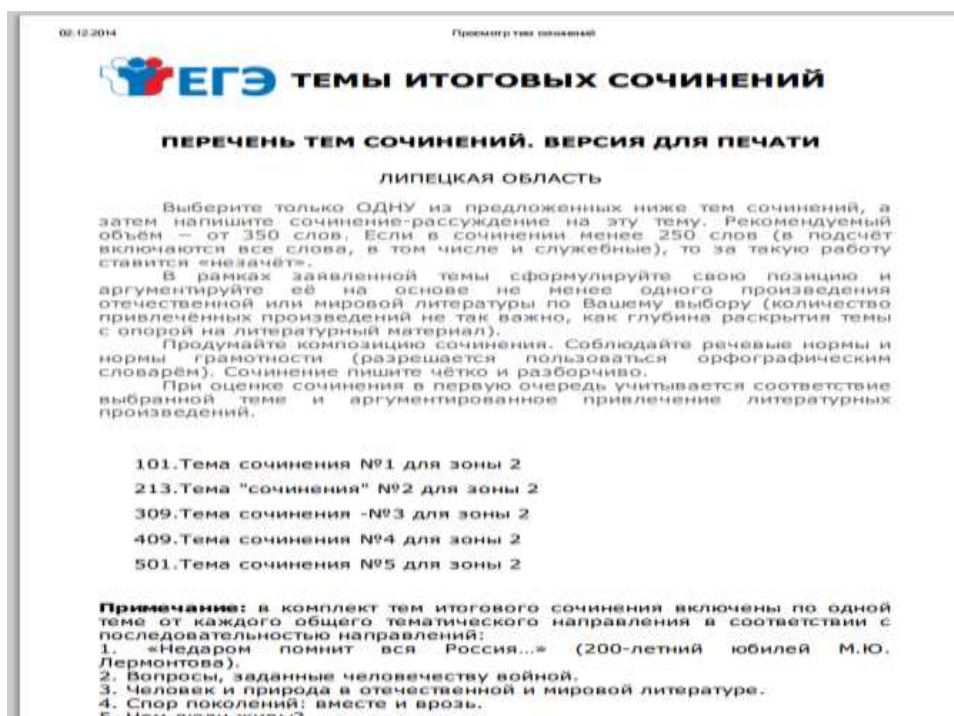 02.12.2014 Просмотр тем сочинений
ЕГЭ ТЕМЫ ИТОГОВЫХ СОЧИНЕНИЙ
ПЕРЕЧЕНЬ ТЕМ СОЧИНЕНИЙ. ВЕРСИЯ ДЛЯ ПЕЧАТИ
ЛИПЕЦКАЯ ОБЛАСТЬ
Выберите только ОДНУ из предложенных ниже тем сочинений, а
затем напишите сочинение-рассуждение на эту тему. Рекомендуемый
объём — от 350 слов. Если в сочинении менее 250 слов (в подсчёт
включаются все слова, в том числе и служебные), то за такую работу
ставится «незачёт».
В рамках заявленной темы сформулируйте свою позицию и
аргументируйте её на основе не менее одного произведения
отечественной или мировой литературы по Вашему выбору (количество
привлечённых произведений не так важно, как глубина раскрытия темы
с опорой на литературный материал).
Продумайте композицию сочинения. Соблюдайте речевые нормы и
нормы грамотности (разрешается пользоваться орфографическим
словарём). Сочинение пишите чётко и разборчиво.
При оценке сочинения в первую очередь учитывается соответствие
выбранной теме и аргументированное привлечение литературных
произведений.
101.Тема сочинения №1 для зоны 2
213.Тема "сочинения" №2 для зоны 2
309.Тема сочинения -№3 для зоны 2
409.Тема сочинения №4 для зоны 2
501.Тема сочинения №5 для зоны 2
Примечание: в комплект тем итогового сочинения включены по одной
теме от каждого общего тематического направления в соответствии с
последовательностью направлений:
1. «Недаром помнит вся Россия...» (200-летний юбилей М.Ю.
Лермонтова).
2. Вопросы, заданные человечеству войной.
3. Человек и природа в отечественной и мировой литературе.
4. Спор поколений: вместе и врозь.
5. Чем люди живы?